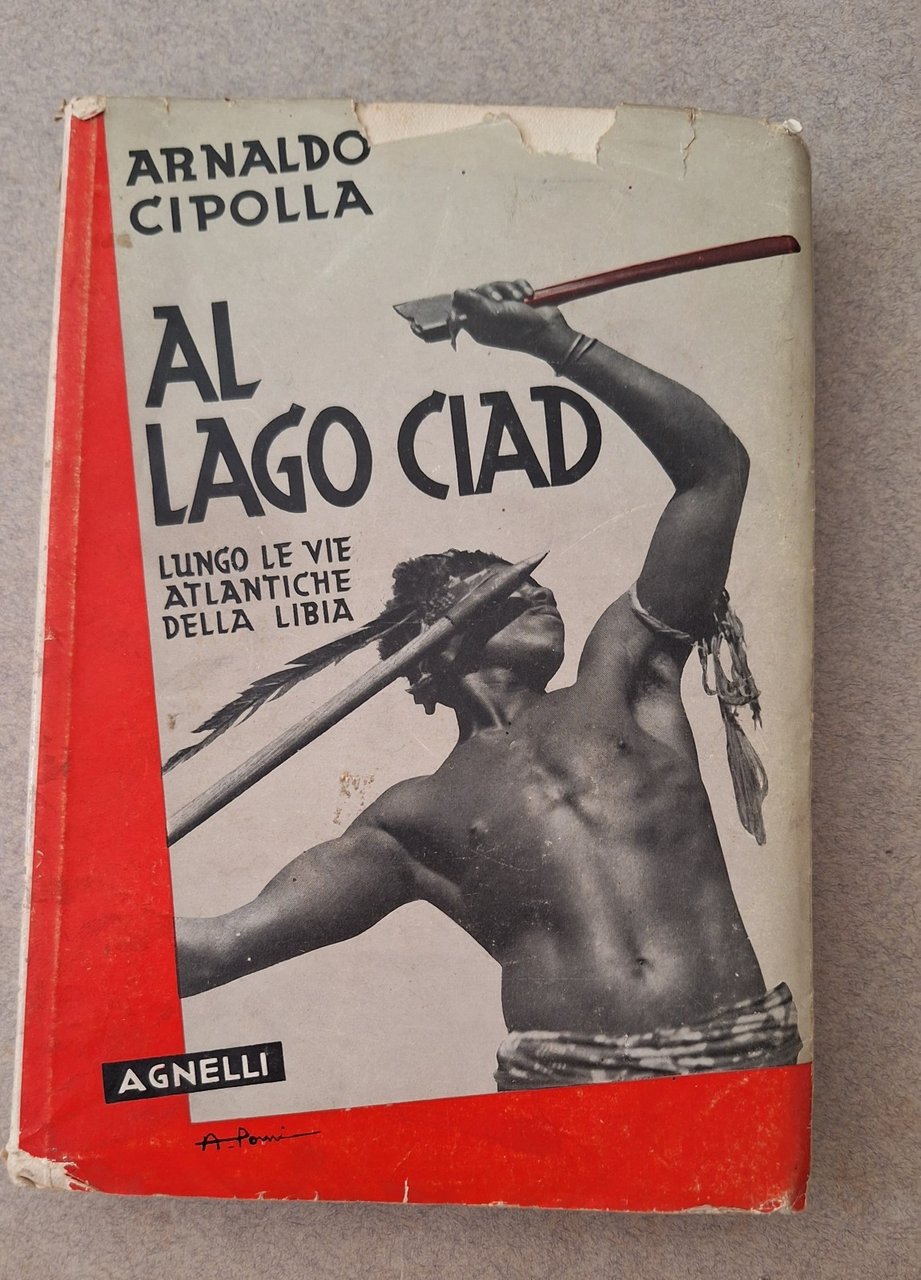 ARNALDO
CIPOLLA
AL
LAGO CIAD
LUNGO LE VIE
ATLANTICHE
DELLA LIBIA
AGNELLI